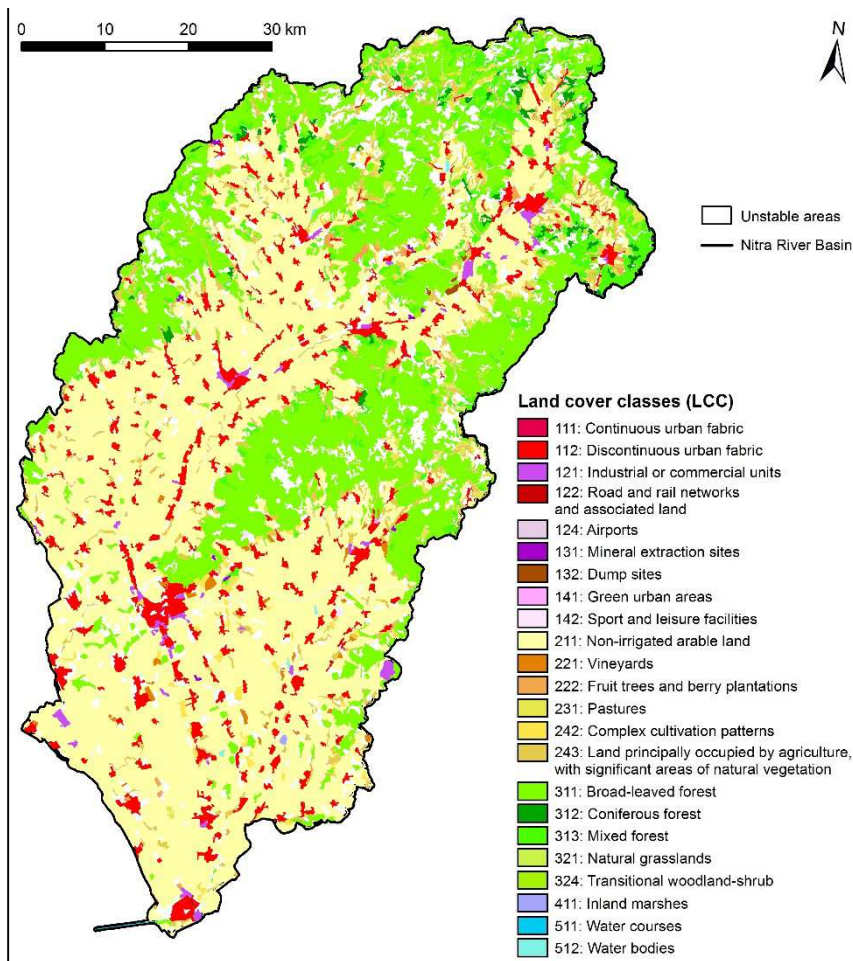 0 10 20 30 km
N
Unstable areas
Nitra River Basin
Land cover classes (LCC)
111: Continuous urban fabric
112: Discontinuous urban fabric
121: Industrial or commercial units
122: Road and rail networks
and associated land
124: Airports
131: Mineral extraction sites
132: Dump sites
141: Green urban areas
142: Sport and leisure facilities
211: Non-irrigated arable land
221: Vineyards
222: Fruit trees and berry plantations
231: Pastures
242: Complex cultivation patterns
243: Land principally occupied by agriculture,
with significant areas of natural vegetation
311: Broad-leaved forest
312: Coniferous forest
313: Mixed forest
321: Natural grasslands
324: Transitional woodland-shrub
411: Inland marshes
511: Water courses
512: Water bodies